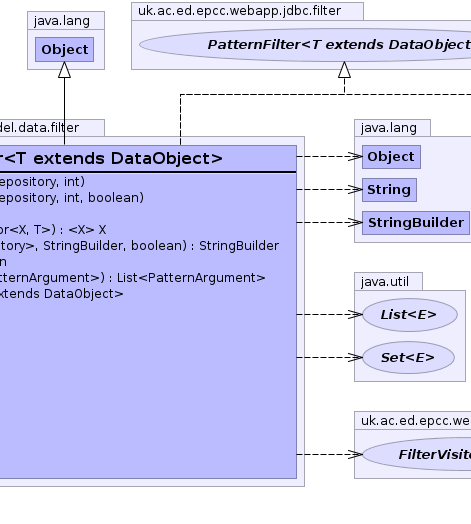 uk.ac.ed.epcc.webapp.jdbc.filter
java.lang
Object
PatternFilter<T extends DataObject
del.data.filter
java.lang
r<T extends DataObject>
Object
epository, int)
epository, int, boolean)
String
or<X, T>) : <X> X
StringBuilder
tory>, StringBuilder, boolean) : StringBuilder
n
atternArgument>) : List<PatternArgument>
xtends DataObject>
java.util
List<E>
Set<E>
uk.ac.ed.epcc.we
FilterVisit